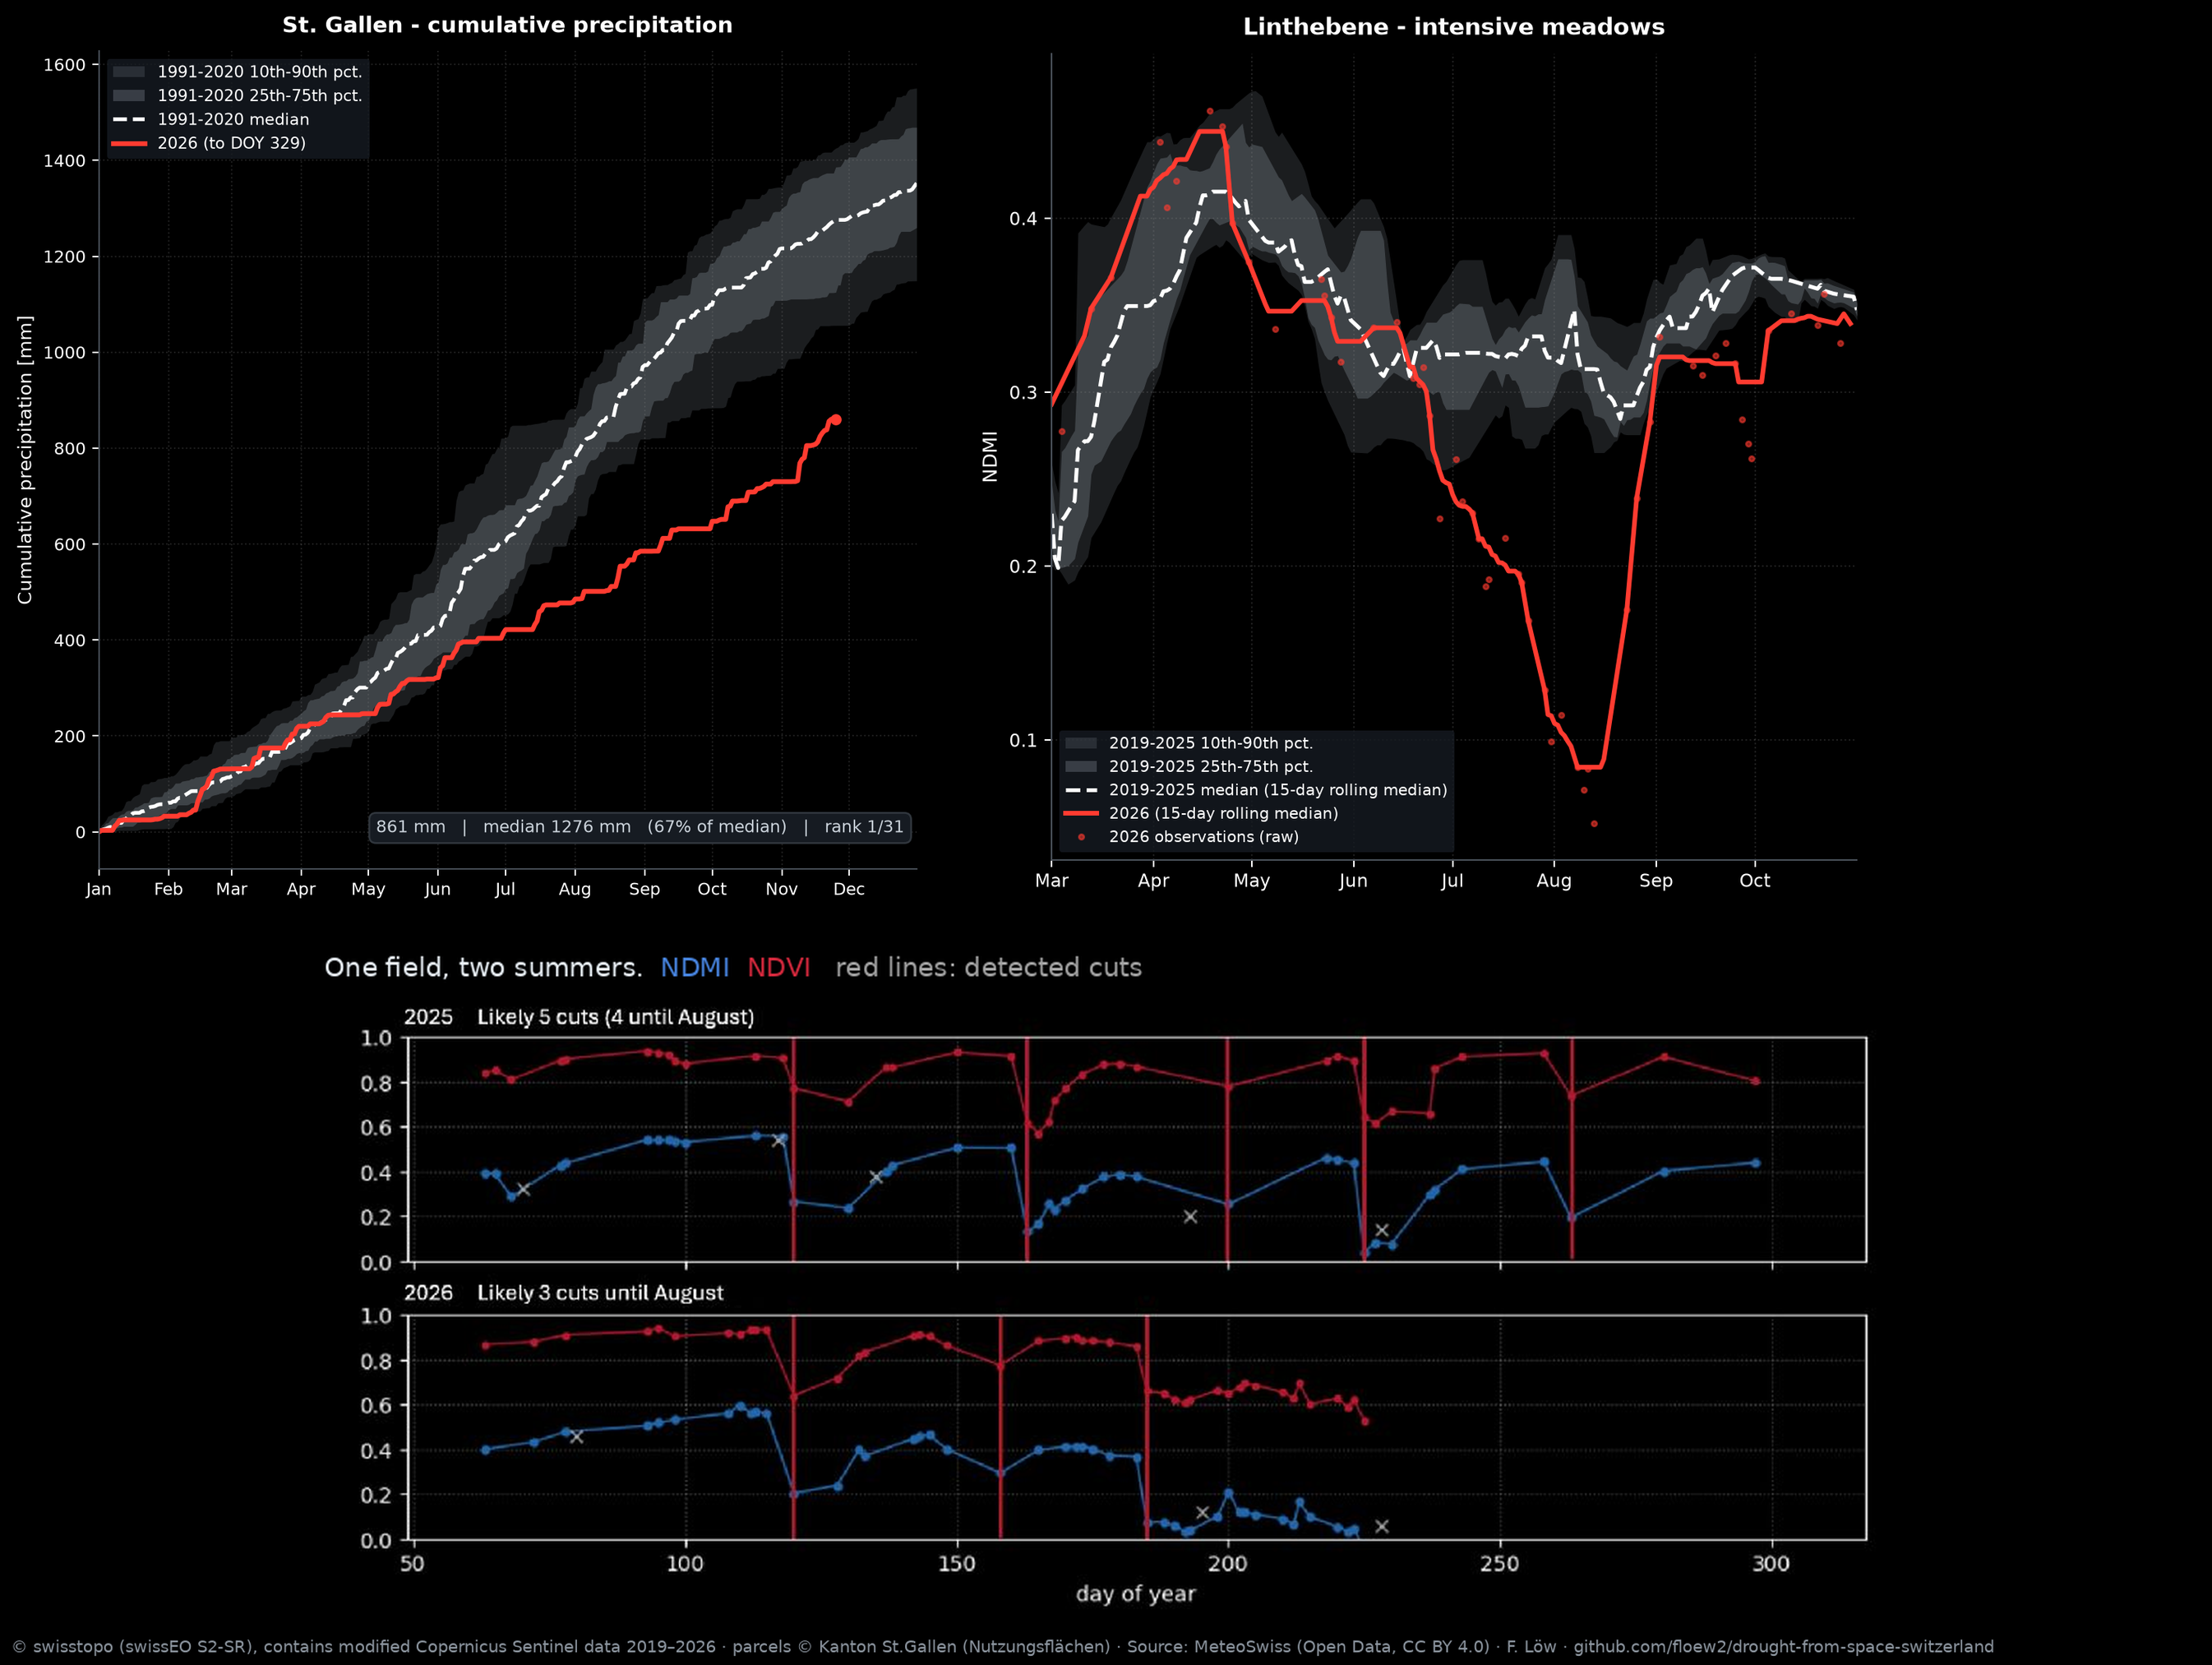 St. Gallen - cumulative precipitation
1600
1400
1200
1000
800
600
400
200
0
Cumulative precipitation [mm]
1991-2020 10th-90th pct.
1991-2020 25th-75th pct.
1991-2020 median
2026 (to DOY 329)
861 mm | median 1276 mm (67% of median) | rank 1/31
Jan Feb Mar Apr May Jun Jul Aug Sep Oct Nov Dec
Linthebene - intensive meadows
0.4
0.3
0.2
0.1
NDMI
2019-2025 10th-90th pct.
2019-2025 25th-75th pct.
2019-2025 median (15-day rolling median)
2026 (15-day rolling median)
2026 observations (raw)
Mar Apr May Jun Jul Aug Sep Oct
One field, two summers. NDMI NDVI red lines: detected cuts
2025 Likely 5 cuts (4 until August)
1.0
0.8
0.6
0.4
0.2
0.0
2026 Likely 3 cuts until August
1.0
0.8
0.6
0.4
0.2
0.0
50 100 150 200 250 300
day of year
© swisstopo (swissEO S2-SR), contains modified Copernicus Sentinel data 2019–2026 · parcels © Kanton St.Gallen (Nutzungsflächen) · Source: MeteoSwiss (Open Data, CC BY 4.0) · F. Löw · github.com/floew2/drought-from-space-switzerland